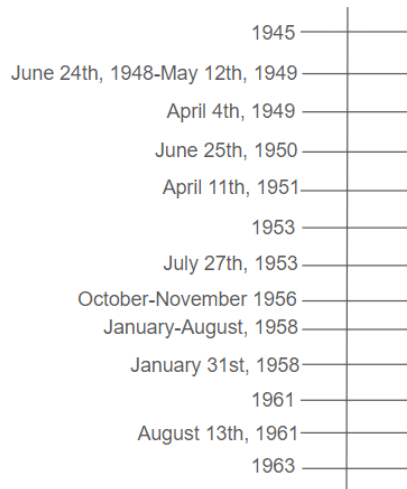 1945
June 24th, 1948-May 12th, 1949
April 4th, 1949
June 25th, 1950
April 11th, 1951
1953
July 27th, 1953
October-November 1956
January-August, 1958
January 31st, 1958
1961
August 13th, 1961
1963